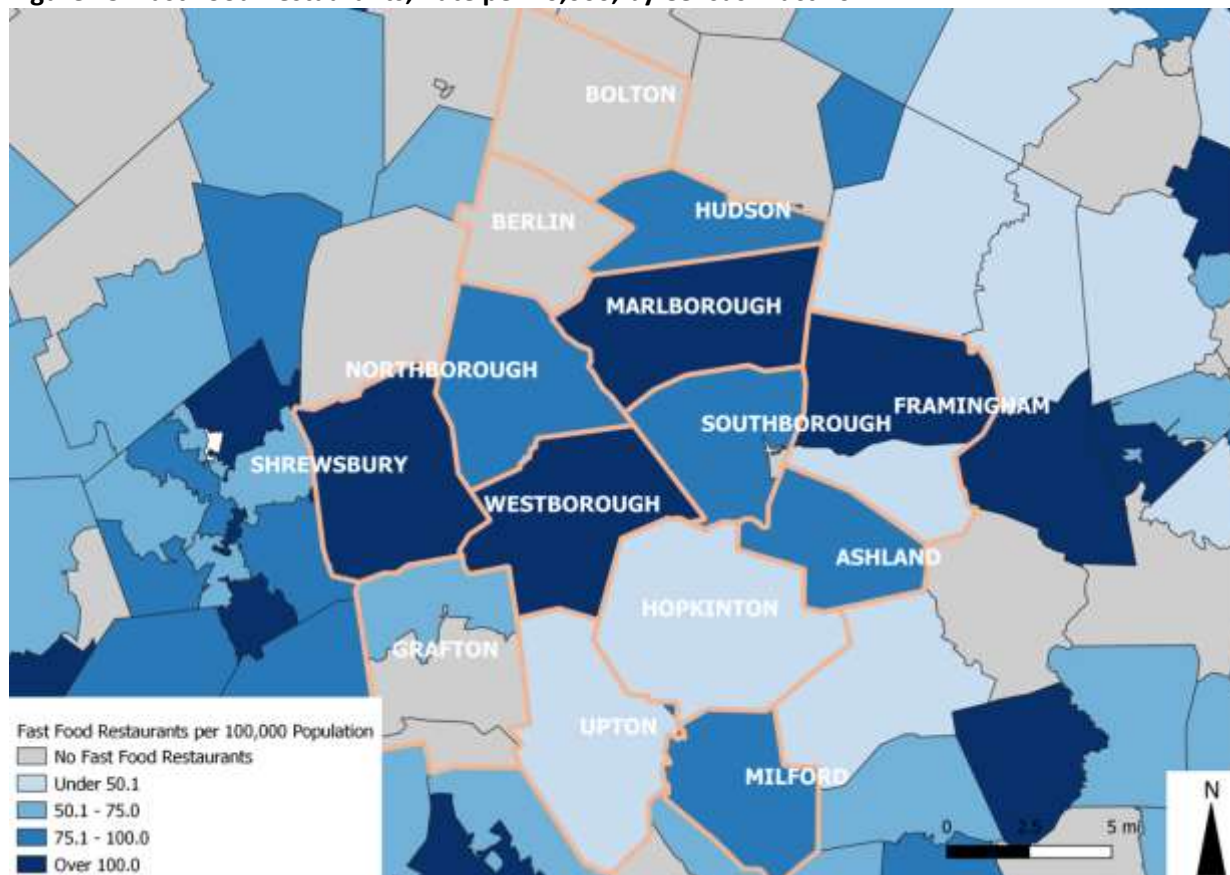 BOLTON
HUDSON
BERLIN
MARLBOROUGH
NORTHBOROUGH
FRAMINGHAM
SOUTHBOROUGH
SHREWSBURY
WESTBOROUGH
ASHLAND
HOPKINTON
GRAFTON
UPTON
MILFORD
Fast Food Restaurants per 100,000 Population
No Fast Food Restaurants
Under 50.1
50.1 - 75.0
75.1 - 100.0
Over 100.0
0 2.5 5 mi
N